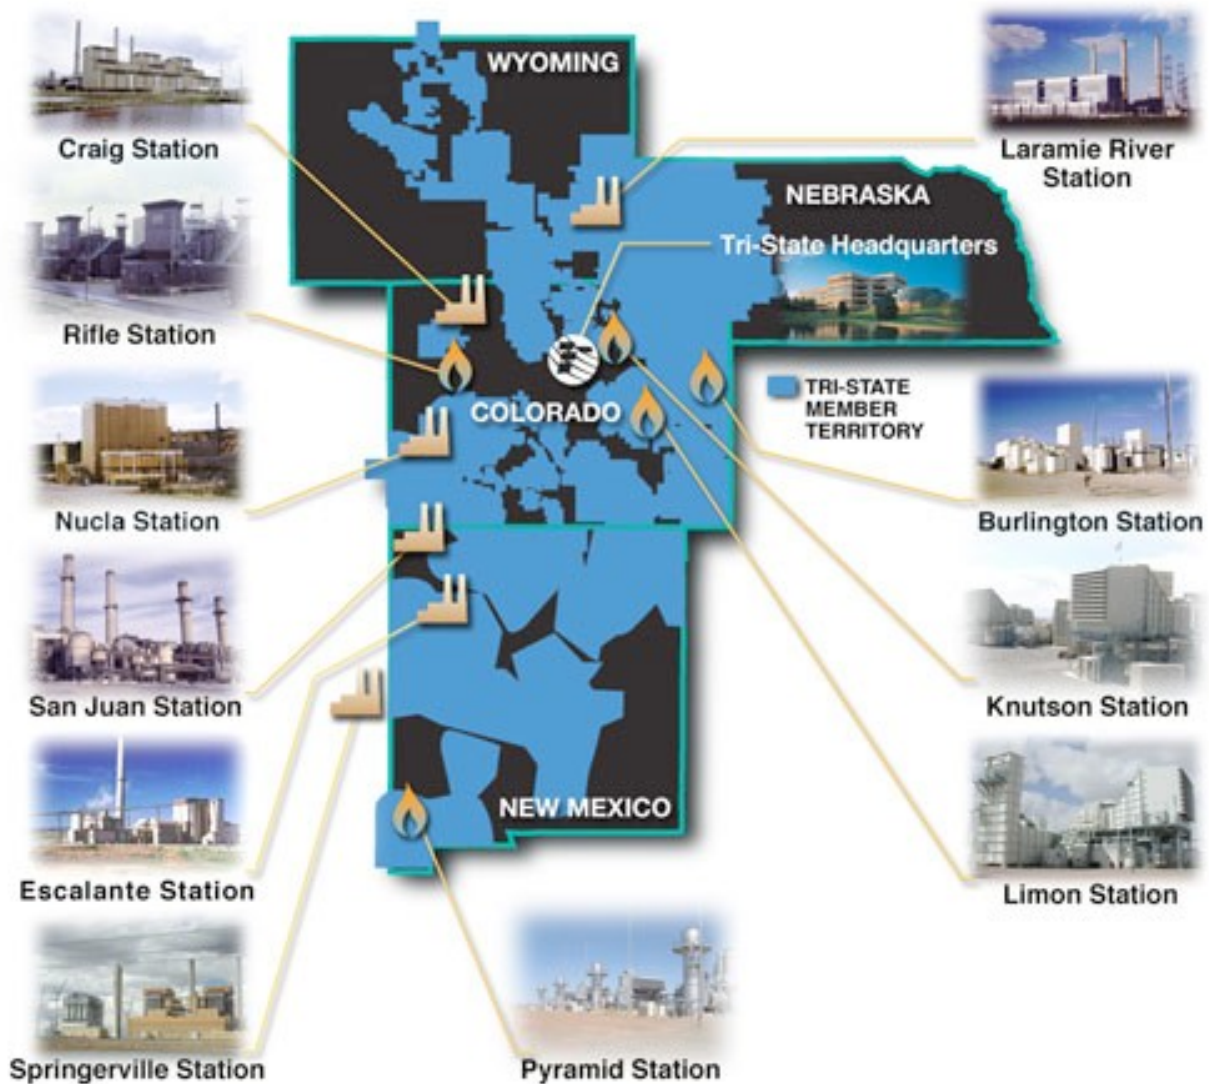 WYOMING
Craig Station
Laramie River
Station
NEBRASKA
Tri-State Headquarters
Rifle Station
TRI-STATE
MEMBER
TERRITORY
COLORADO
Nucla Station
Burlington Station
San Juan Station
Knutson Station
NEW MEXICO
Escalante Station
Limon Station
Springerville Station
Pyramid Station